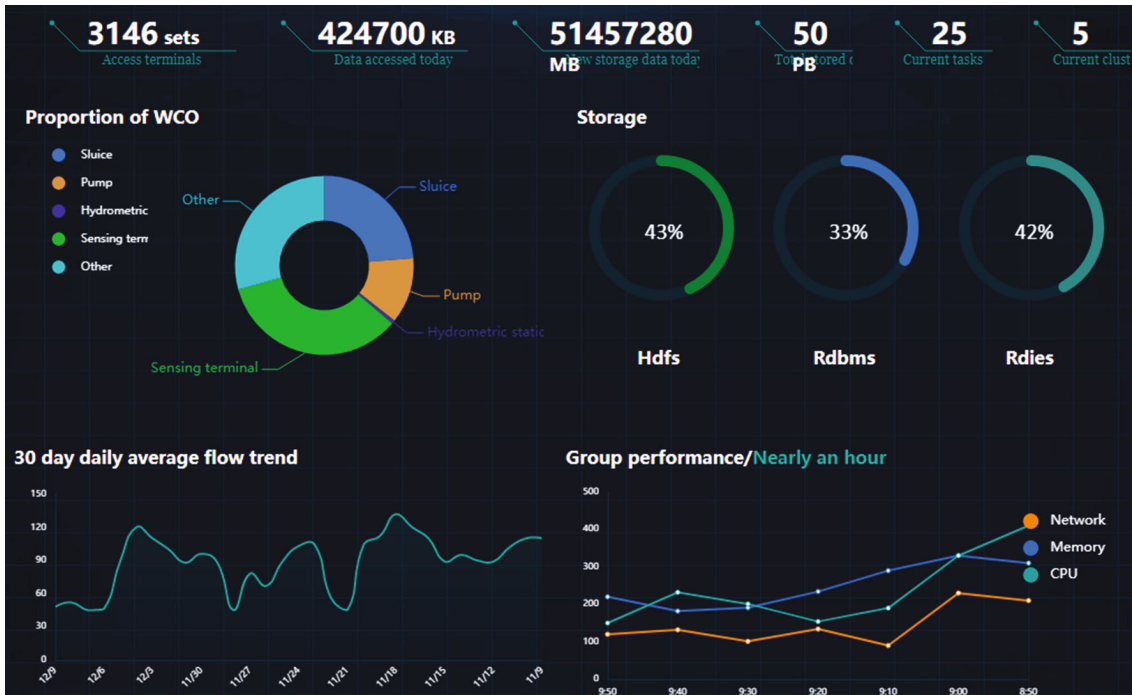 3146 sets
Access terminals
424700 KB
Data accessed today
51457280
MB
storage data today
50
PB
25
Current tasks
5
Current clust
Proportion of WCO
Sluice
Pump
Hydrometric
Sensing term
Other
Other
Sluice
Pump
Hydrometric static
Sensing terminal
Storage
43%
33%
42%
Hdfs
Rdbms
Rdies
30 day daily average flow trend
150
120
90
60
30
0
12/9
12/6
12/3
11/30
11/27
11/24
11/21
11/18
11/15
11/12
11/9
Group performance/Nearly an hour
500
400
300
200
100
0
9:50
9:40
9:30
9:20
9:10
9:00
8:50
Network
Memory
CPU